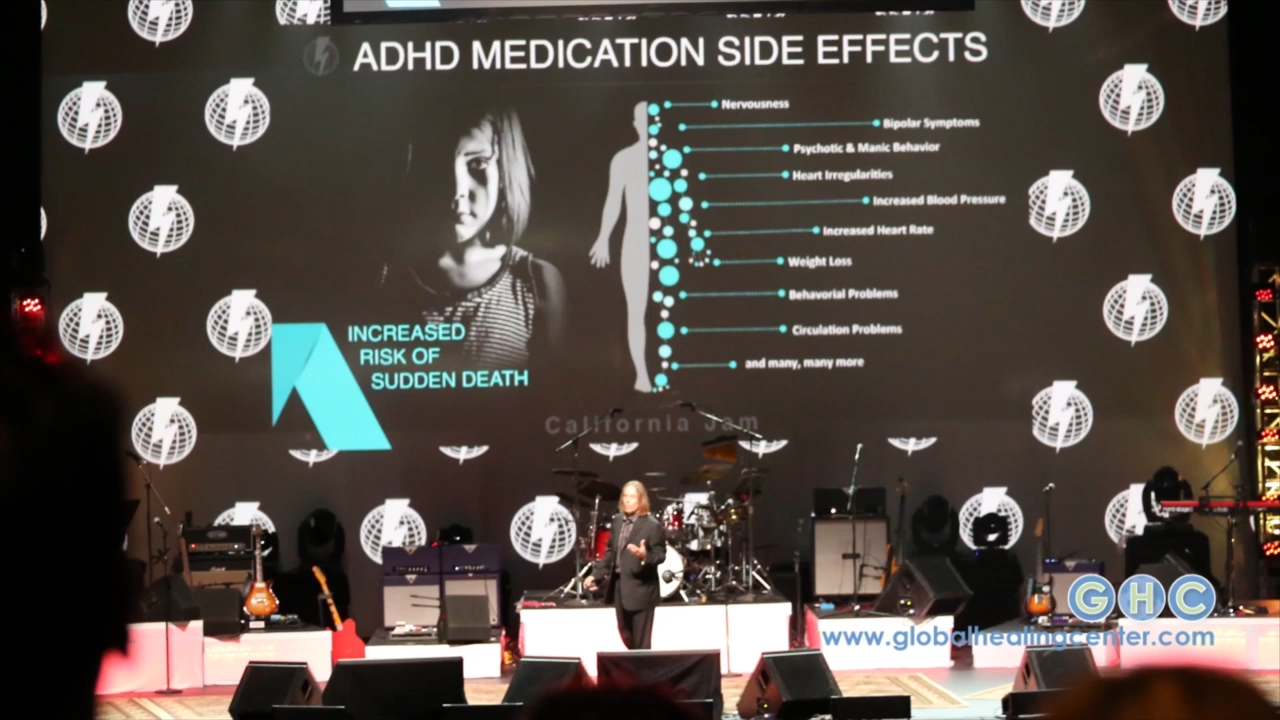 ADHD MEDICATION SIDE EFFECTS
Nervousness
Bipolar Symptoms
Psychotic & Manic Behavior
Heart Irregularities
Increased Blood Pressure
Increased Heart Rate
Weight Loss
Behavorial Problems
Circulation Problems
and many, many more
INCREASED
RISK OF
SUDDEN DEATH
California Jam
GHC
www.globalhealingcenter.com